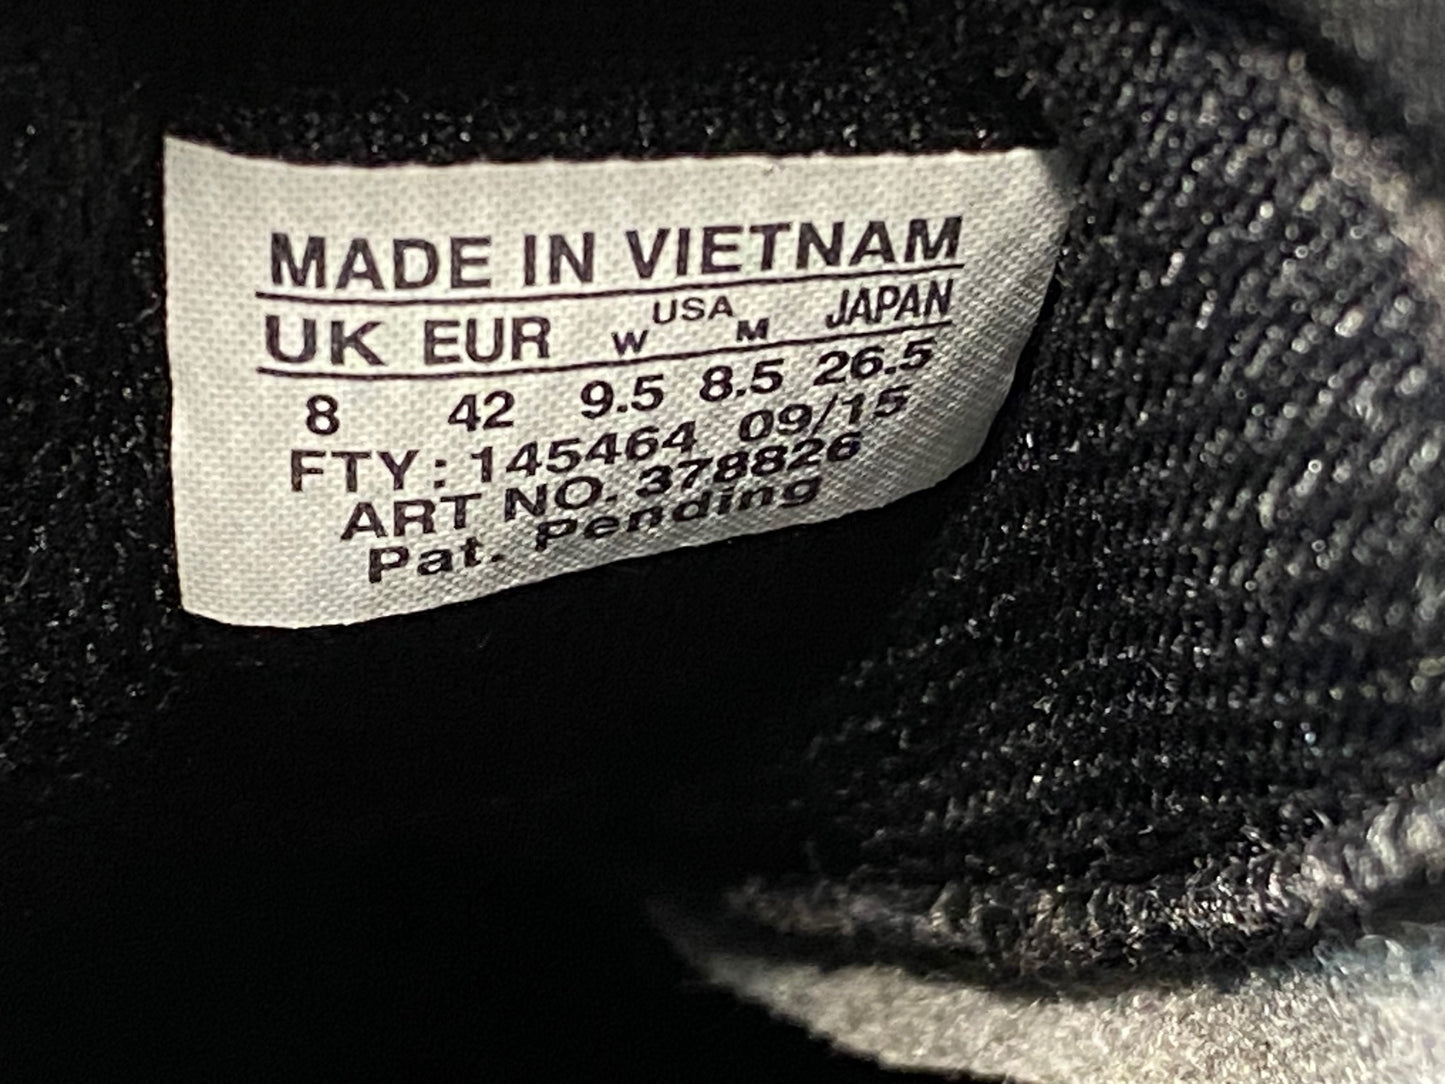 MADE IN VIETNAM
UK EUR W USA M JAPAN
8 42 9.5 8.5 26.5
FTY: 145464 09/15
ART NO. 378826
Pat. Pending